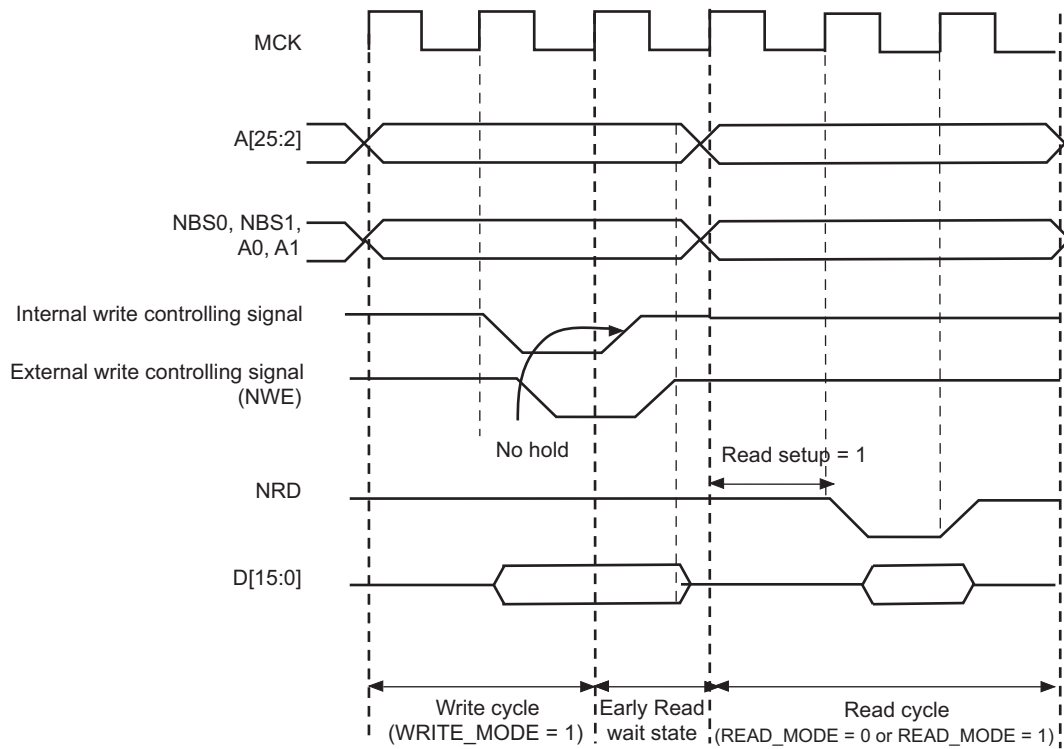 MCK
A[25:2]
NBS0, NBS1,
A0, A1
Internal write controlling signal
External write controlling signal
(NWE)
No hold
Read setup = 1
NRD
D[15:0]
Write cycle
(WRITE_MODE = 1)
Early Read
wait state
Read cycle
(READ_MODE = 0 or READ_MODE = 1)